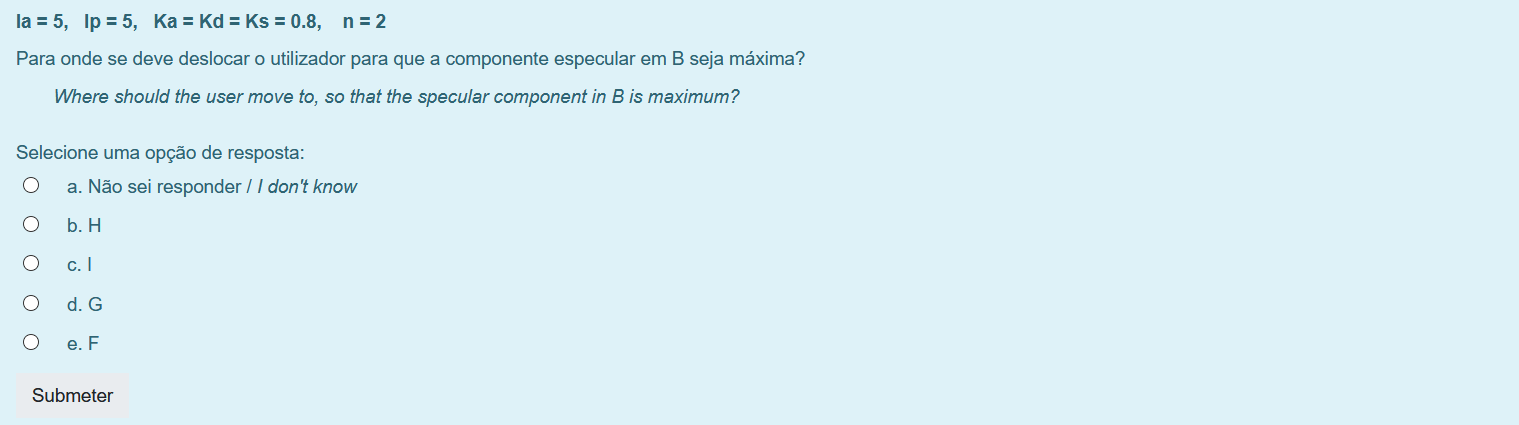 Ia = 5, Ip = 5, Ka = Kd = Ks = 0.8, n = 2
Para onde se deve deslocar o utilizador para que a componente especular em B seja máxima?
Where should the user move to, so that the specular component in B is maximum?
Selecione uma opção de resposta:
a. Não sei responder / I don't know
b. H
c. I
d. G
e. F
Submeter